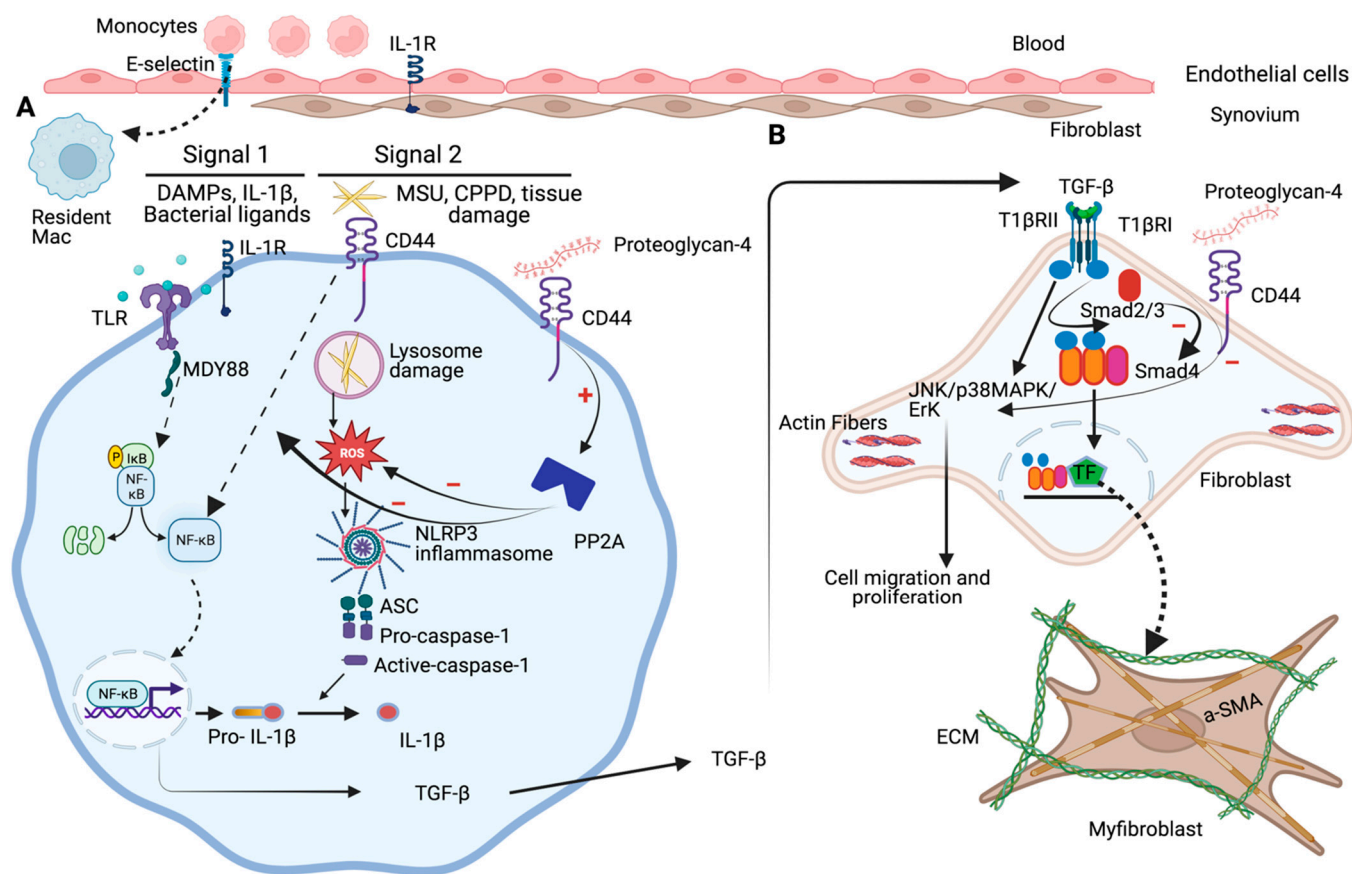 Monocytes
IL-1R
Blood
E-selectin
Endothelial cells
Synovium
Fibroblast
A
Resident
Mac
Signal 1
DAMPs, IL-1β,
Bacterial ligands
Signal 2
MSU, CPPD, tissue
damage
IL-1R
CD44
Proteoglycan-4
CD44
TLR
MDY88
Lysosome
damage
+
P
IκB
NF-
κB
ROS
−
−
NF-κB
NLRP3
inflammasome
PP2A
ASC
Pro-caspase-1
Active-caspase-1
NF-κB
Pro- IL-1β
IL-1β
TGF-β
TGF-β
B
TGF-β
T1βRII
T1βRI
Proteoglycan-4
CD44
Smad2/3
−
Smad4
−
JNK/p38MAPK/
ErK
Actin Fibers
TF
Fibroblast
Cell migration and
proliferation
a-SMA
ECM
Myfibroblast